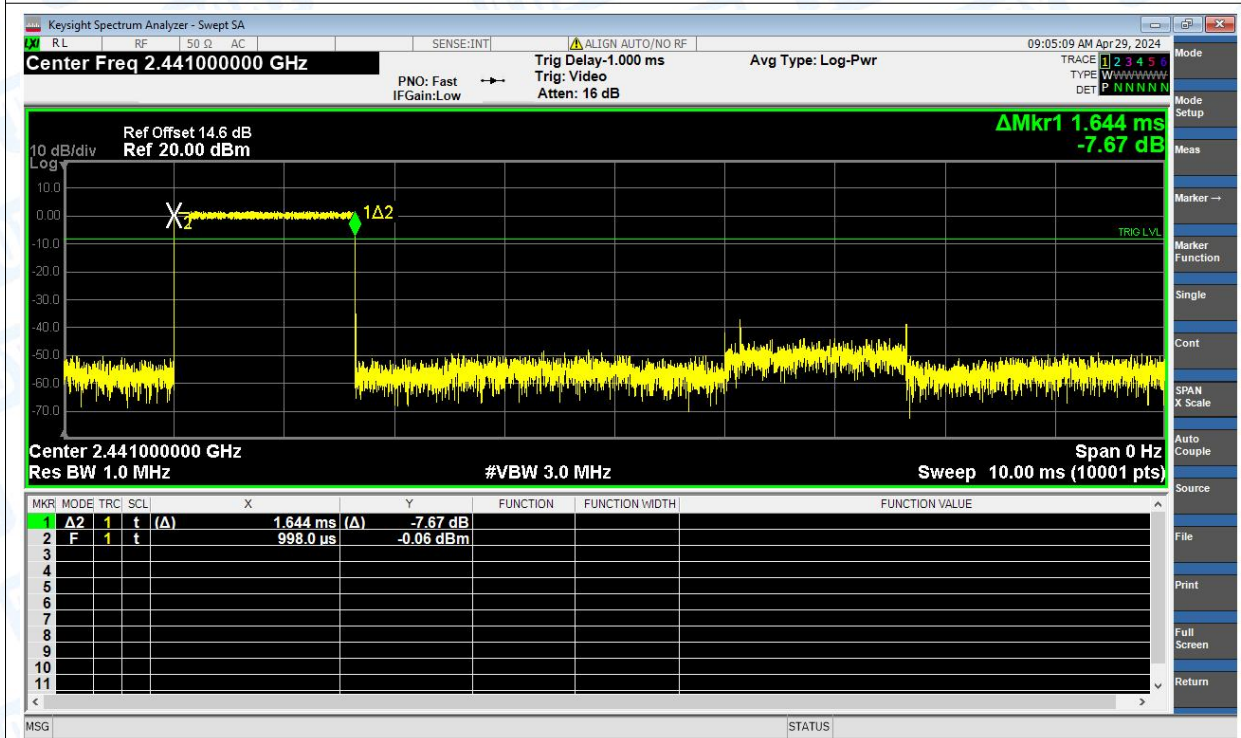 Keysight Spectrum Analyzer - Swept SA
LXI RL RF 50 Ω AC SENSE:INT ALIGN AUTO/NO RF 09:05:09 AM Apr 29, 2024
Center Freq 2.441000000 GHz
PNO: Fast
IFGain:Low
Trig Delay-1.000 ms
Trig: Video
Atten: 16 dB
Avg Type: Log-Pwr
TRACE 1 2 3 4 5 6
TYPE WWWWWW
DET P N N N N N
Ref Offset 14.6 dB
10 dB/div Ref 20.00 dBm
Log
ΔMkr1 1.644 ms
-7.67 dB
10.0
0.00
-10.0
-20.0
-30.0
-40.0
-50.0
-60.0
-70.0
2
1Δ2
TRIG LVL
Center 2.441000000 GHz Span 0 Hz
Res BW 1.0 MHz #VBW 3.0 MHz Sweep 10.00 ms (10001 pts)
MKR MODE TRC SCL X Y FUNCTION FUNCTION WIDTH FUNCTION VALUE
1 Δ2 1 t (Δ) 1.644 ms (Δ) -7.67 dB
2 F 1 t 998.0 µs -0.06 dBm
3
4
5
6
7
8
9
10
11
MSG STATUS
Mode
Mode
Setup
Meas
Marker →
Marker
Function
Single
Cont
SPAN
X Scale
Auto
Couple
Source
File
Print
Full
Screen
Return